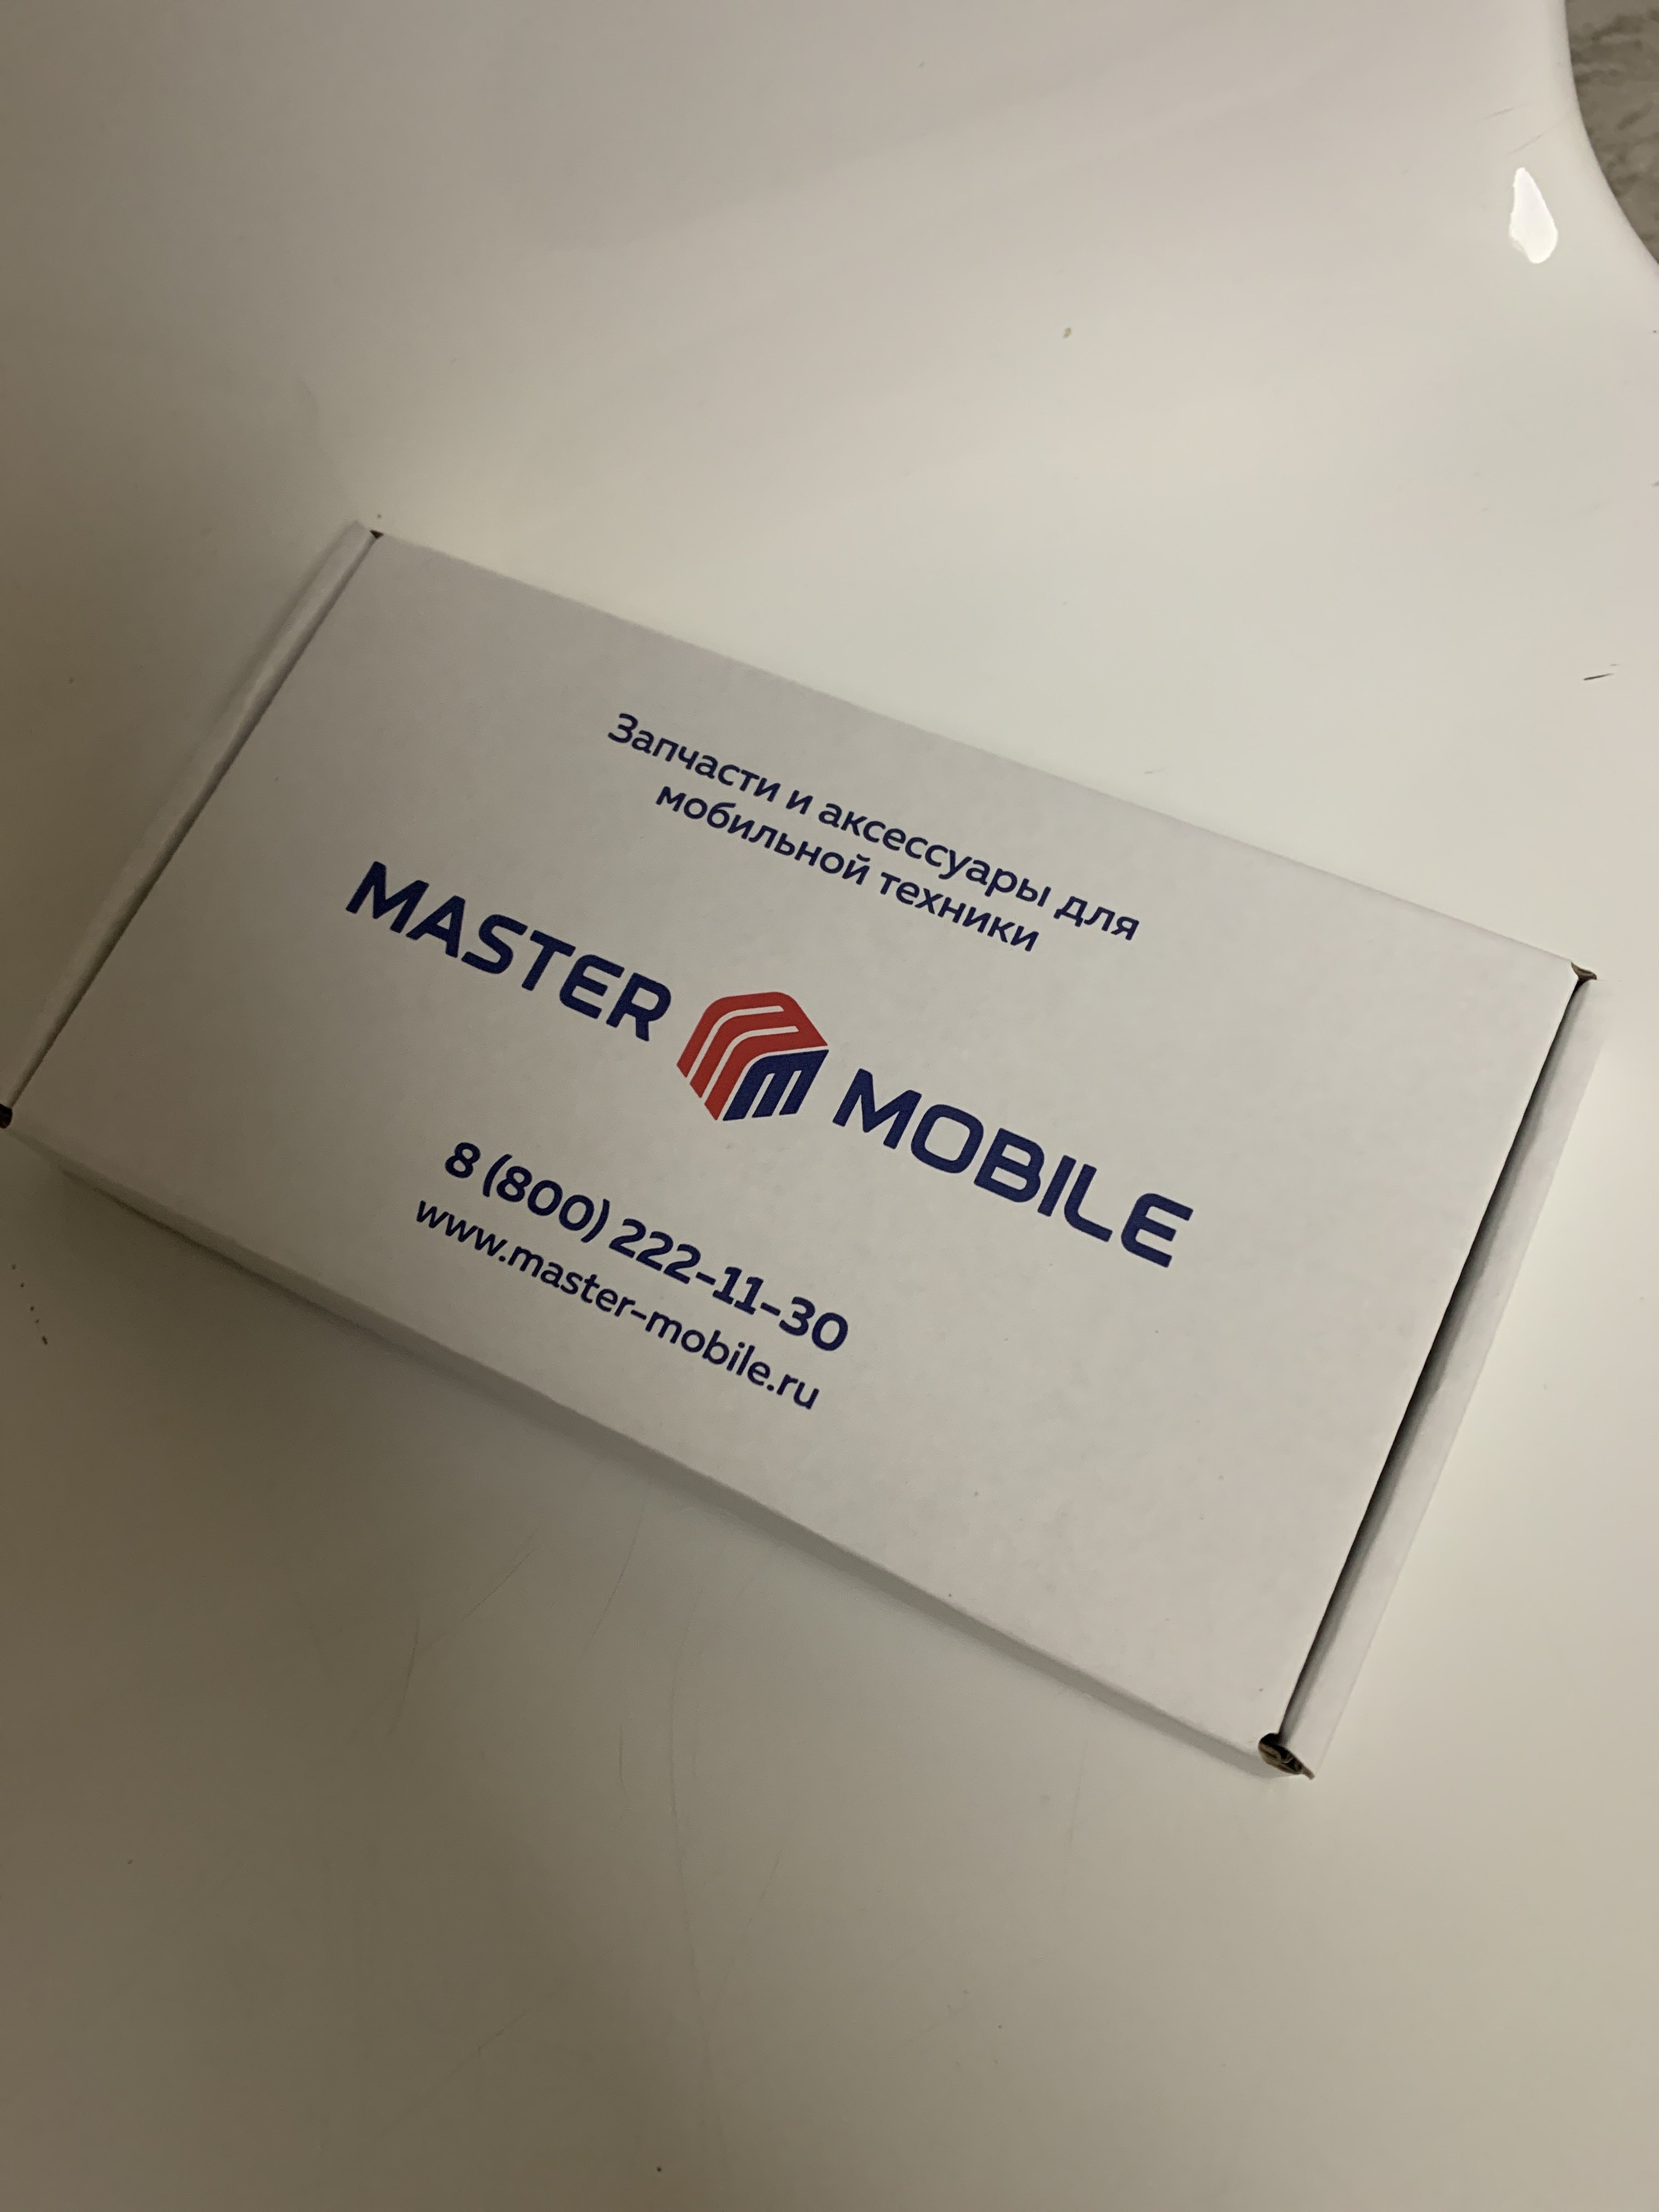 Запчасти и аксессуары для
мобильной техники
MASTER m MOBILE
8 (800) 222-11-30
www.master-mobile.ru